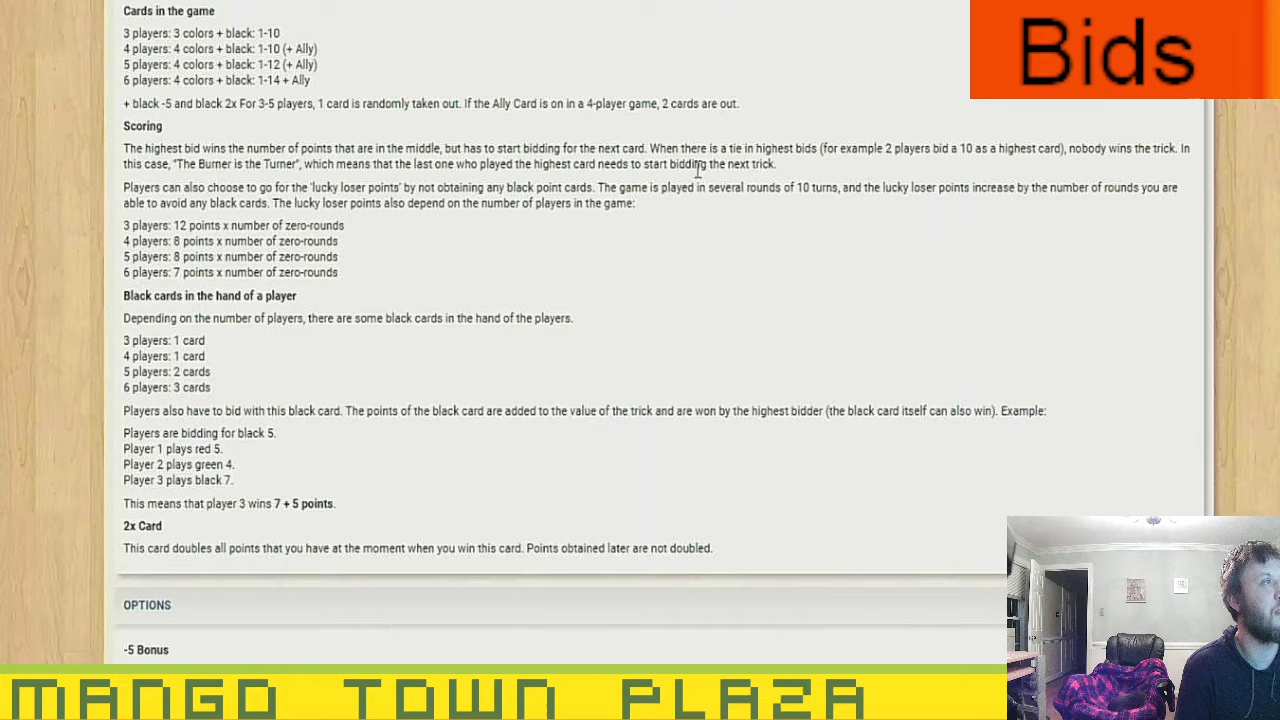 Cards in the game
Bids
3 players: 3 colors + black: 1-10
4 players: 4 colors + black: 1-10 (+ Ally)
5 players: 4 colors + black: 1-12 (+ Ally)
6 players: 4 colors + black: 1-14 + Ally
+ black -5 and black 2x For 3-5 players, 1 card is randomly taken out. If the Ally Card is on in a 4-player game, 2 cards are out.
Scoring
The highest bid wins the number of points that are in the middle, but has to start bidding for the next card. When there is a tie in highest bids (for example 2 players bid a 10 as a highest card), nobody wins the trick. In
this case, "The Burner is the Turner", which means that the last one who played the highest card needs to start bidding the next trick.
Players can also choose to go for the 'lucky loser points' by not obtaining any black point cards. The game is played in several rounds of 10 turns, and the lucky loser points increase by the number of rounds you are
able to avoid any black cards. The lucky loser points also depend on the number of players in the game:
3 players: 12 points x number of zero-rounds
4 players: 8 points x number of zero-rounds
5 players: 8 points x number of zero-rounds
6 players: 7 points x number of zero-rounds
Black cards in the hand of a player
Depending on the number of players, there are some black cards in the hand of the players.
3 players: 1 card
4 players: 1 card
5 players: 2 cards
6 players: 3 cards
Players also have to bid with this black card. The points of the black card are added to the value of the trick and are won by the highest bidder (the black card itself can also win). Example:
Players are bidding for black 5.
Player 1 plays red 5.
Player 2 plays green 4.
Player 3 plays black 7.
This means that player 3 wins 7 + 5 points.
2x Card
This card doubles all points that you have at the moment when you win this card. Points obtained later are not doubled.
OPTIONS
-5 Bonus
MANGO TOWN PLAZA